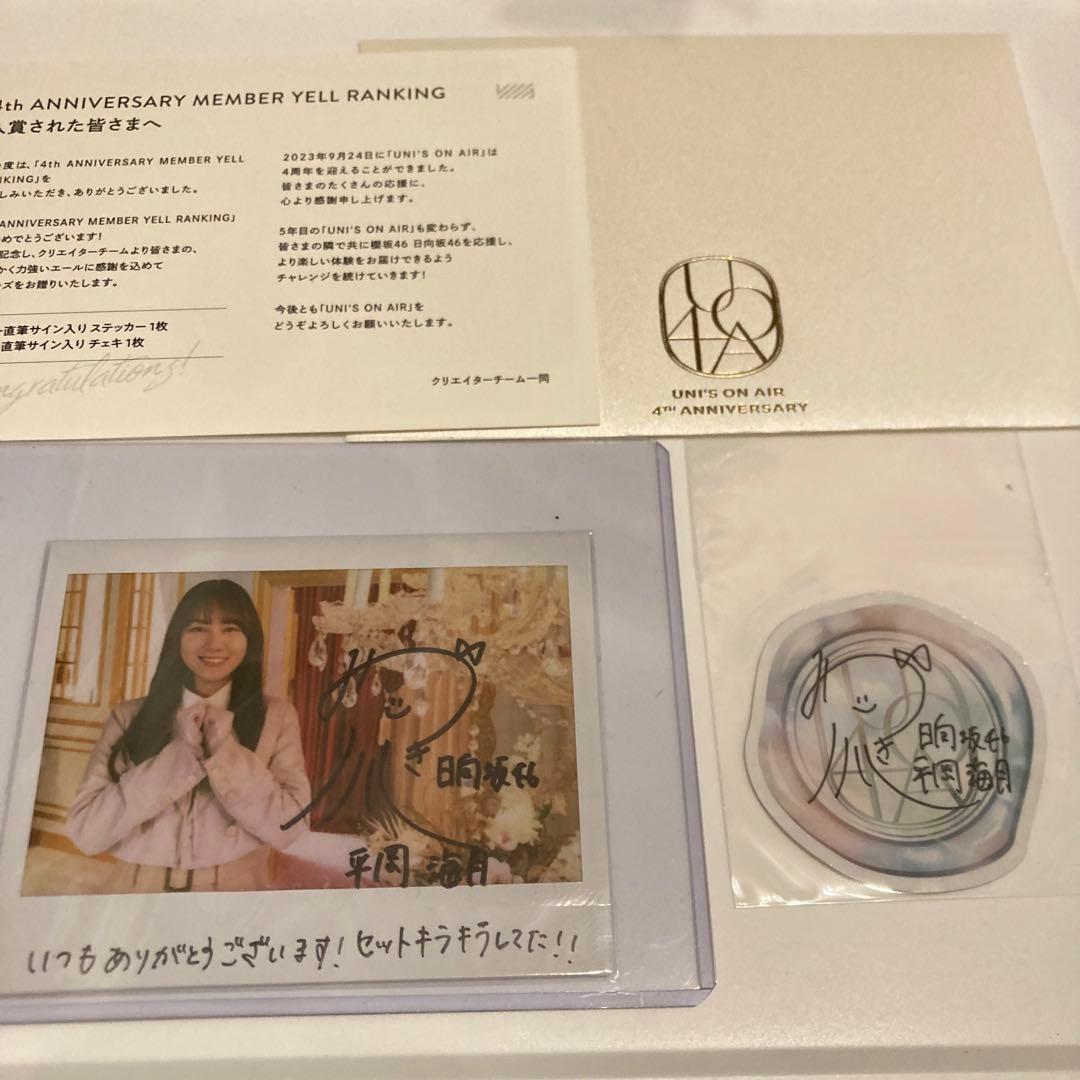 4th ANNIVERSARY MEMBER YELL RANKING
入賞された皆さまへ
の度は、「4th ANNIVERSARY MEMBER YELL
NKING」を
しみいただき、ありがとうございました。
ANNIVERSARY MEMBER YELL RANKING」
めでとうございます!
記念し、クリエイターチームより皆さまの、
かく力強いエールに感謝を込めて
ズをお贈りいたします。
直筆サイン入り ステッカー 1枚
直筆サイン入り チェキ 1枚
ongratulations!
2023年9月24日に「UNI'S ON AIR」は
4周年を迎えることができました。
皆さまのたくさんの応援に、
心より感謝申し上げます。
5年目の「UNI'S ON AIR」も変わらず、
皆さまの隣で共に櫻坂46 日向坂46を応援し、
より楽しい体験をお届けできるよう
チャレンジを続けていきます!
今後とも「UNI'S ON AIR」を
どうぞよろしくお願いいたします。
クリエイターチーム一同
UNI'S ON AIR
4TH ANNIVERSARY
日向坂46
平岡 海月
いつもありがとうございます! セットキラキラしてた!!
日向坂46
平岡 海月